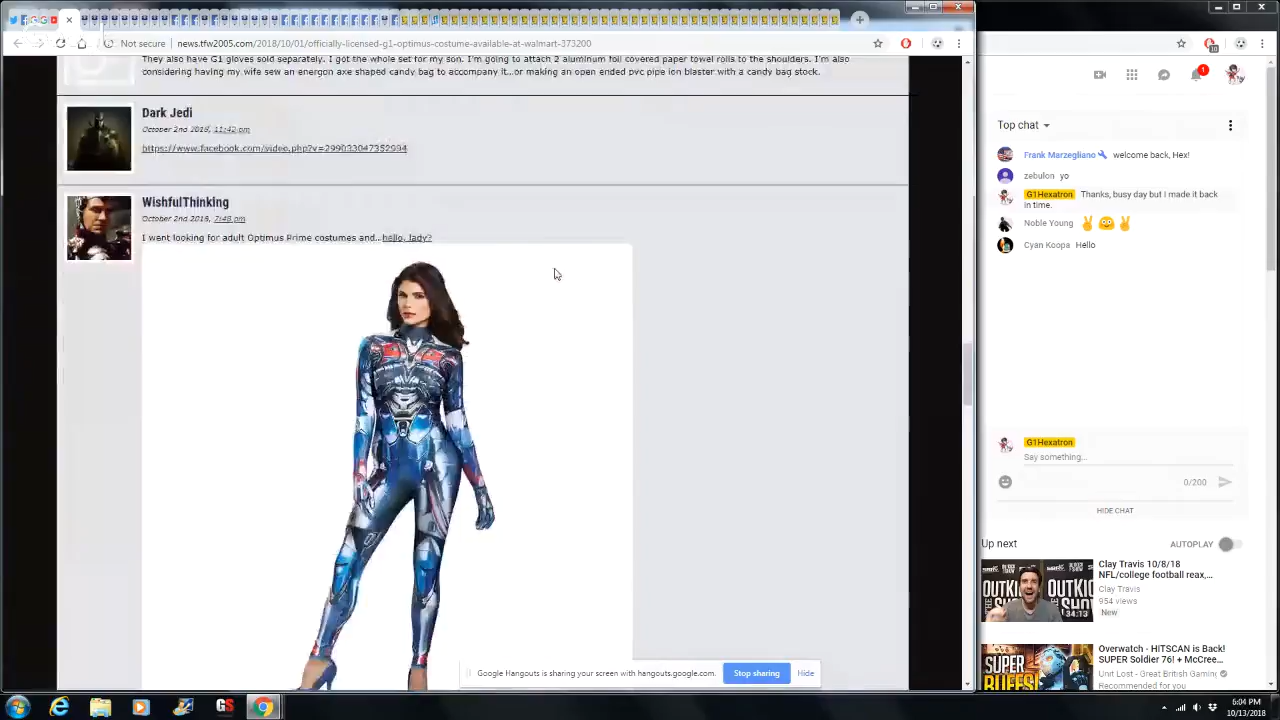 Not secure
news.tfw2005.com/2018/10/01/officially-licensed-g1-optimus-costume-available-at-walmart-373200
They also have G1 gloves sold separately. I got the whole set for my son. I'm going to attach 2 aluminum foil covered paper towel rolls to the shoulders. I'm also
considering having my wife sew an energon axe shaped candy bag to accompany it...or making an open ended pvc pipe ion blaster with a candy bag stock.
Dark Jedi
October 2nd 2018, 11:42 pm
https://www.facebook.com/video.php?v=299033047352994
WishfulThinking
October 2nd 2018, 7:48 pm
I want looking for adult Optimus Prime costumes and...hello, lady?
Google Hangouts is sharing your screen with hangouts.google.com.
Stop sharing
Hide
10
1
Top chat
Frank Marzegliano welcome back, Hex!
zebulon yo
G1Hexatron Thanks, busy day but I made it back
in time.
Noble Young
Cyan Koopa Hello
G1Hexatron
Say something...
0/200
HIDE CHAT
Up next
AUTOPLAY
OUTKI
THE SHOW
34:13
Clay Travis 10/8/18
NFL/college football reax,...
Clay Travis
954 views
New
SUPER
BUFFS!
Overwatch - HITSCAN is Back!
SUPER Soldier 76! + McCree...
Unit Lost - Great British Gaming
Recommended for you
GS
6:04 PM
10/13/2018